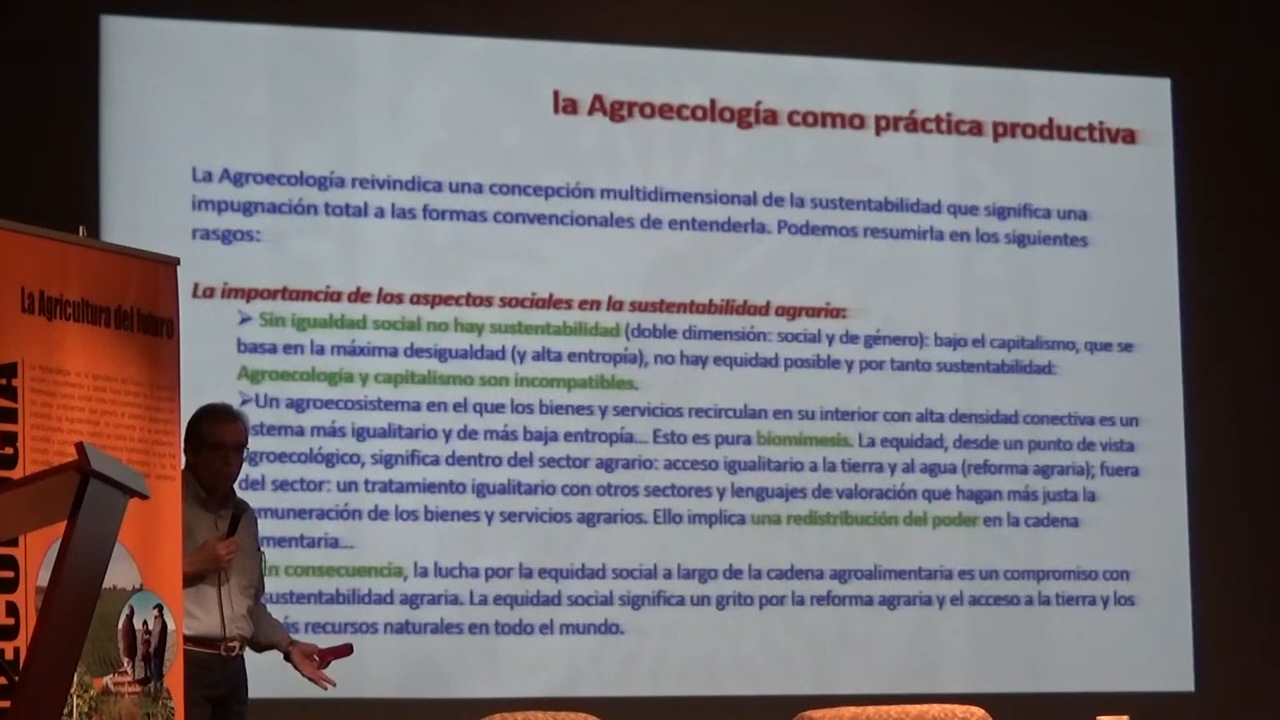 la Agroecología como práctica productiva
La Agroecología reivindica una concepción multidimensional de la sustentabilidad que significa una
impugnación total a las formas convencionales de entenderla. Podemos resumirla en los siguientes
rasgos:
La importancia de los aspectos sociales en la sustentabilidad agraria:
➢ Sin igualdad social no hay sustentabilidad (doble dimensión: social y de género): bajo el capitalismo, que se
basa en la máxima desigualdad (y alta entropía), no hay equidad posible y por tanto sustentabilidad:
Agroecología y capitalismo son incompatibles.
➢Un agroecosistema en el que los bienes y servicios recirculan en su interior con alta densidad conectiva es un
stema más igualitario y de más baja entropía... Esto es pura biomimesis. La equidad, desde un punto de vista
groecológico, significa dentro del sector agrario: acceso igualitario a la tierra y al agua (reforma agraria); fuera
del sector: un tratamiento igualitario con otros sectores y lenguajes de valoración que hagan más justa la
muneración de los bienes y servicios agrarios. Ello implica una redistribución del poder en la cadena
mentaria...
n consecuencia, la lucha por la equidad social a largo de la cadena agroalimentaria es un compromiso con
sustentabilidad agraria. La equidad social significa un grito por la reforma agraria y el acceso a la tierra y los
ás recursos naturales en todo el mundo.
La Agricultura del futuro